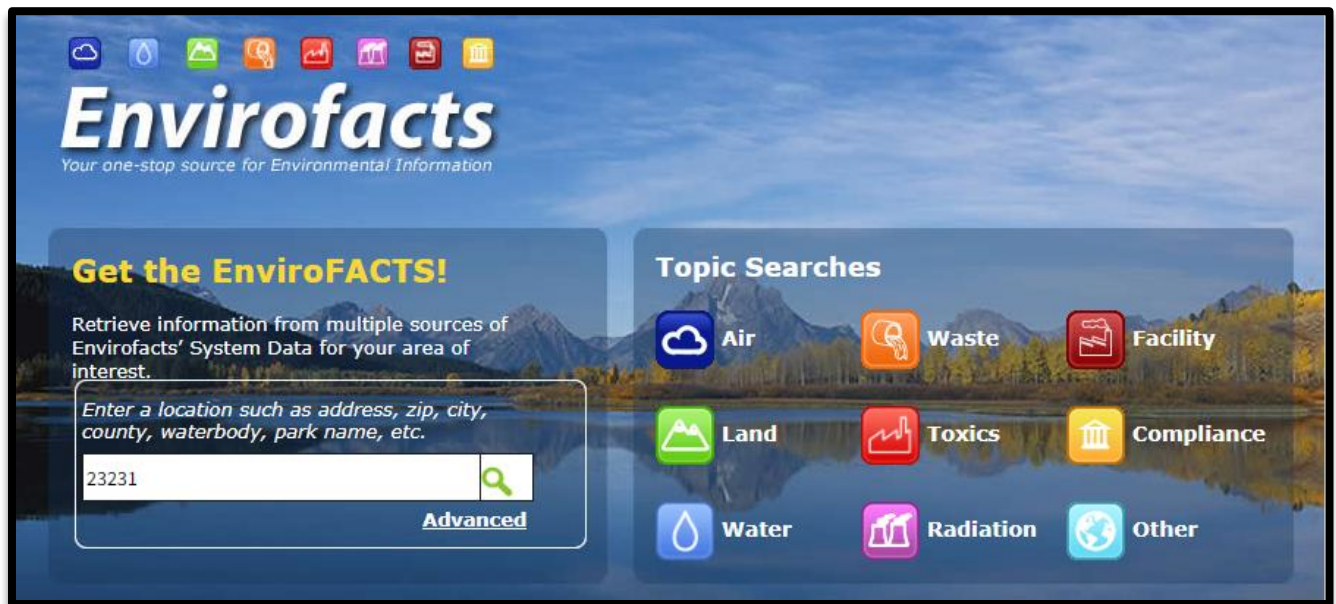 Envirofacts
Your one-stop source for Environmental Information
Get the EnviroFACTS!
Retrieve information from multiple sources of
Envirofacts’ System Data for your area of
interest.
Enter a location such as address, zip, city,
county, waterbody, park name, etc.
23231
Advanced
Topic Searches
Air
Waste
Facility
Land
Toxics
Compliance
Water
Radiation
Other